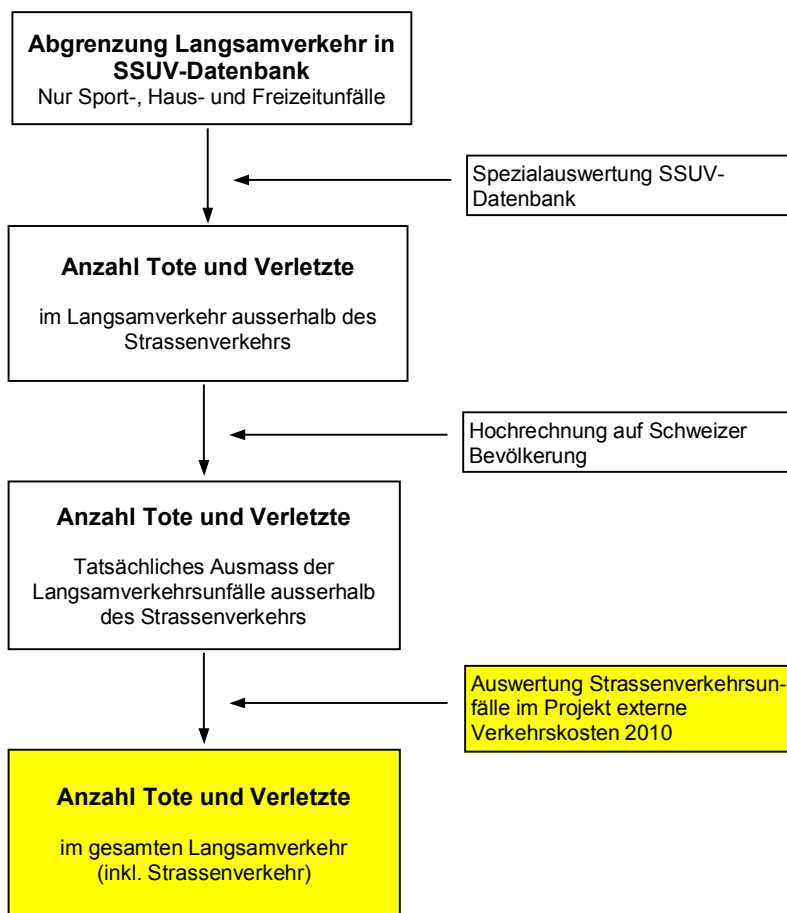 Abgrenzung Langsamverkehr in
SSUV-Datenbank
Nur Sport-, Haus- und Freizeitunfälle
Spezialauswertung SSUV-
Datenbank
Anzahl Tote und Verletzte
im Langsamverkehr ausserhalb des
Strassenverkehrs
Hochrechnung auf Schweizer
Bevölkerung
Anzahl Tote und Verletzte
Tatsächliches Ausmass der
Langsamverkehrsunfälle ausserhalb
des Strassenverkehrs
Auswertung Strassenverkehrsun-
fälle im Projekt externe
Verkehrskosten 2010
Anzahl Tote und Verletzte
im gesamten Langsamverkehr
(inkl. Strassenverkehr)